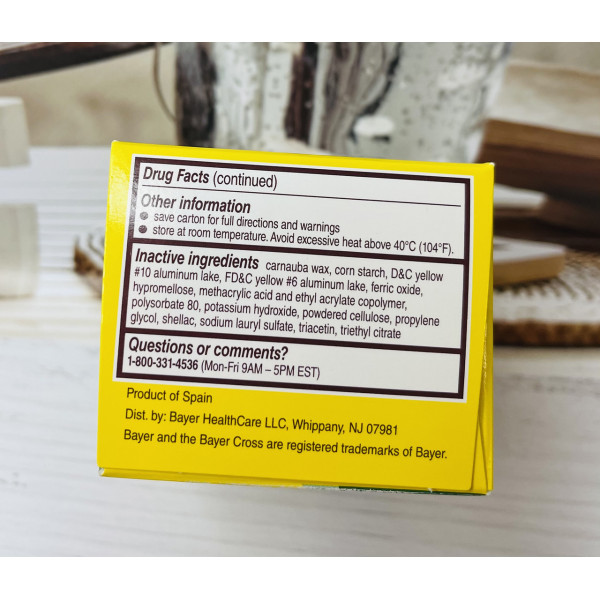 Drug Facts (continued)
Other information
● save carton for full directions and warnings
● store at room temperature. Avoid excessive heat above 40°C (104°F).
Inactive ingredients carnauba wax, corn starch, D&C yellow
#10 aluminum lake, FD&C yellow #6 aluminum lake, ferric oxide,
hypromellose, methacrylic acid and ethyl acrylate copolymer,
polysorbate 80, potassium hydroxide, powdered cellulose, propylene
glycol, shellac, sodium lauryl sulfate, triacetin, triethyl citrate
Questions or comments?
1-800-331-4536 (Mon-Fri 9AM – 5PM EST)
Product of Spain
Dist. by: Bayer HealthCare LLC, Whippany, NJ 07981
Bayer and the Bayer Cross are registered trademarks of Bayer.